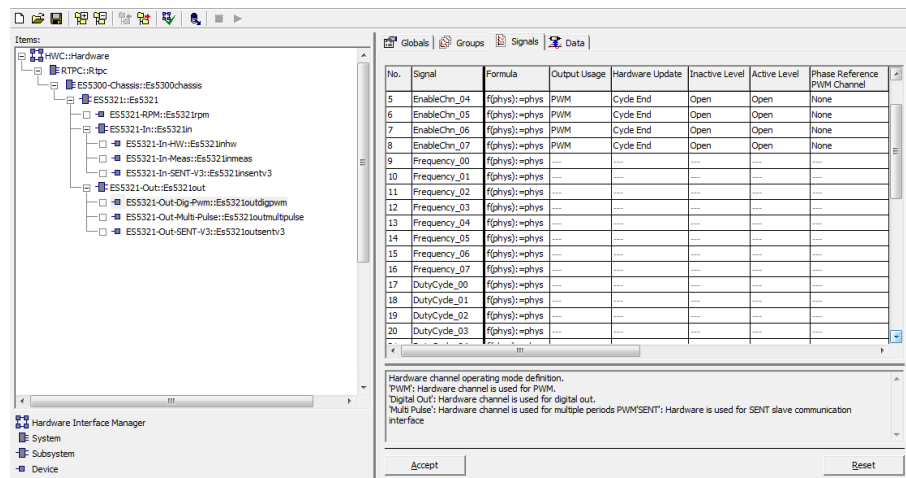 Items:
HWC::Hardware
RTPC::Rtpc
ES5300-Chassis::Es5300chassis
ES5321::Es5321
ES5321-RPM::Es5321rpm
ES5321-In::Es5321in
ES5321-In-HW::Es5321inhw
ES5321-In-Meas::Es5321inmeas
ES5321-In-SENT-V3::Es5321insentv3
ES5321-Out::Es5321out
ES5321-Out-Dig-Pwm::Es5321outdigpwm
ES5321-Out-Multi-Pulse::Es5321outmultipulse
ES5321-Out-SENT-V3::Es5321outsentv3
Hardware Interface Manager
System
Subsystem
Device
Globals Groups Signals Data
No. Signal Formula Output Usage Hardware Update Inactive Level Active Level Phase Reference
PWM Channel
5 EnableChn_04 f(phys):=phys PWM Cycle End Open Open None
6 EnableChn_05 f(phys):=phys PWM Cycle End Open Open None
7 EnableChn_06 f(phys):=phys PWM Cycle End Open Open None
8 EnableChn_07 f(phys):=phys PWM Cycle End Open Open None
9 Frequency_00 f(phys):=phys --- --- --- --- ---
10 Frequency_01 f(phys):=phys --- --- --- --- ---
11 Frequency_02 f(phys):=phys --- --- --- --- ---
12 Frequency_03 f(phys):=phys --- --- --- --- ---
13 Frequency_04 f(phys):=phys --- --- --- --- ---
14 Frequency_05 f(phys):=phys --- --- --- --- ---
15 Frequency_06 f(phys):=phys --- --- --- --- ---
16 Frequency_07 f(phys):=phys --- --- --- --- ---
17 DutyCycle_00 f(phys):=phys --- --- --- --- ---
18 DutyCycle_01 f(phys):=phys --- --- --- --- ---
19 DutyCycle_02 f(phys):=phys --- --- --- --- ---
20 DutyCycle_03 f(phys):=phys --- --- --- --- ---
Hardware channel operating mode definition.
'PWM': Hardware channel is used for PWM.
'Digital Out': Hardware channel is used for digital out.
'Multi Pulse': Hardware channel is used for multiple periods PWM'SENT': Hardware is used for SENT slave communication
interface
Accept Reset